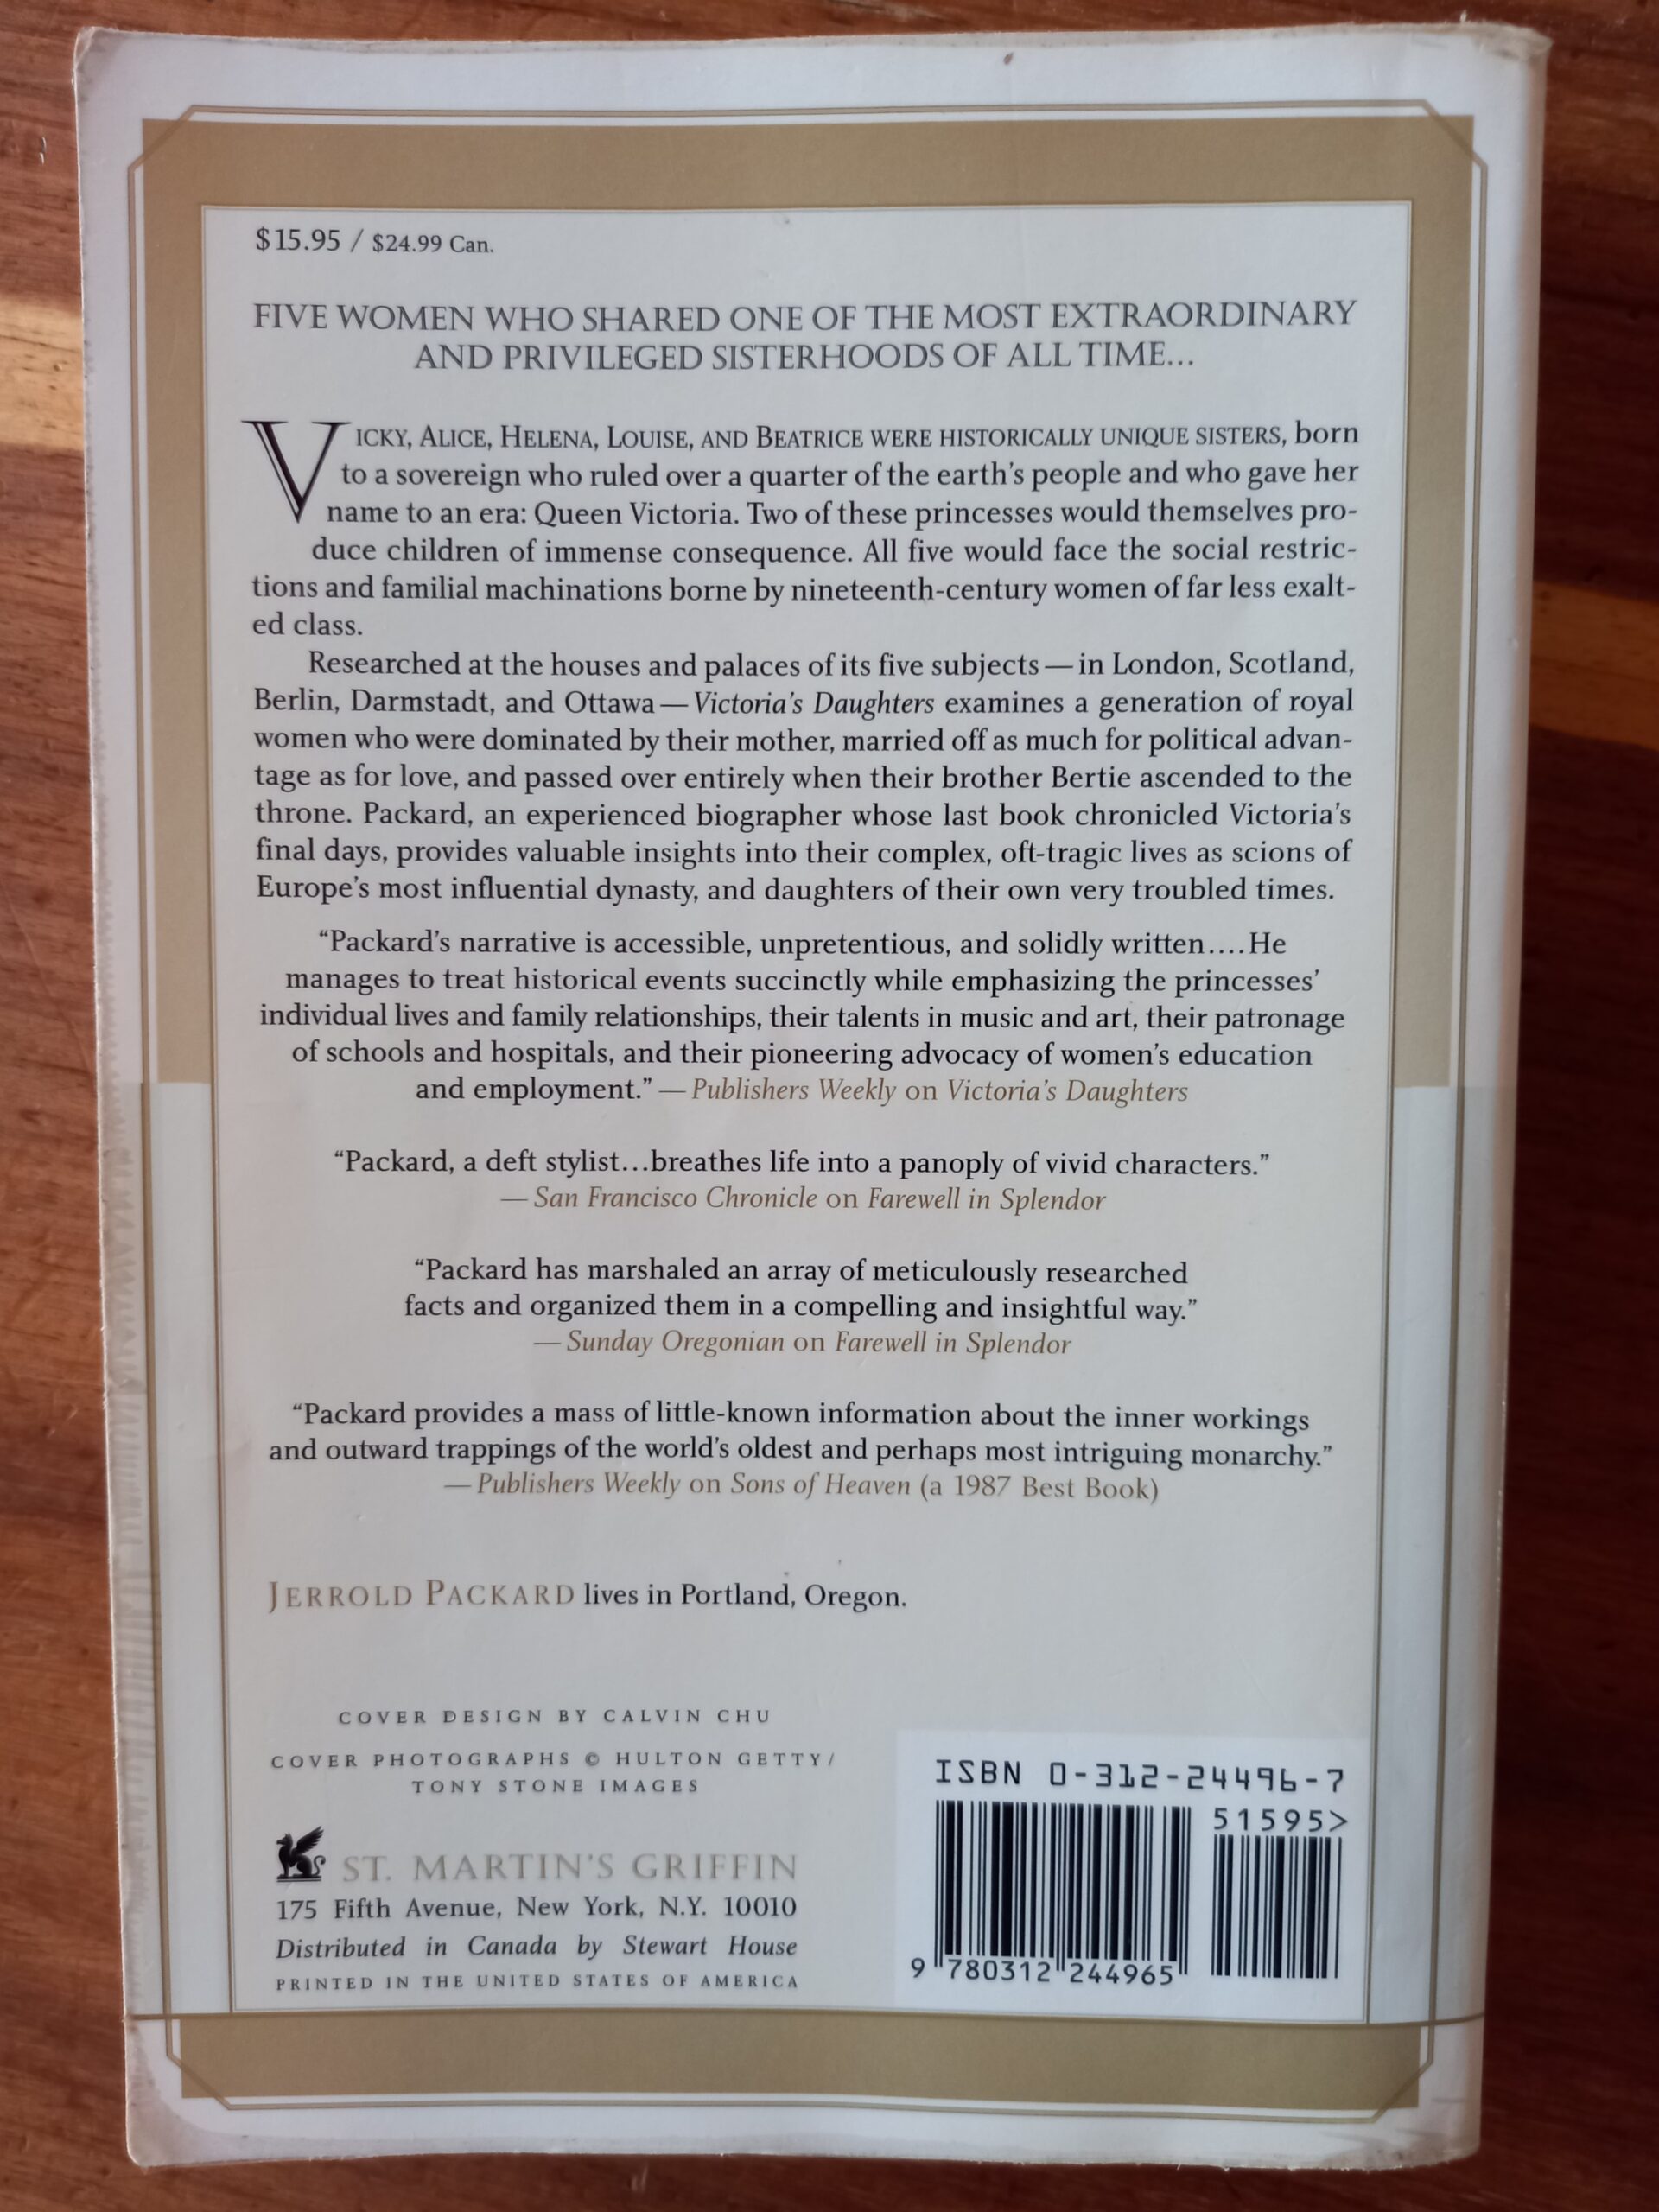 $15.95 / $24.99 Can.
FIVE WOMEN WHO SHARED ONE OF THE MOST EXTRAORDINARY
AND PRIVILEGED SISTERHOODS OF ALL TIME...
VICKY, ALICE, HELENA, LOUISE, AND BEATRICE WERE HISTORICALLY UNIQUE SISTERS, born
to a sovereign who ruled over a quarter of the earth's people and who gave her
name to an era: Queen Victoria. Two of these princesses would themselves pro-
duce children of immense consequence. All five would face the social restric-
tions and familial machinations borne by nineteenth-century women of far less exalt-
ed class.
Researched at the houses and palaces of its five subjects—in London, Scotland,
Berlin, Darmstadt, and Ottawa—Victoria's Daughters examines a generation of royal
women who were dominated by their mother, married off as much for political advan-
tage as for love, and passed over entirely when their brother Bertie ascended to the
throne. Packard, an experienced biographer whose last book chronicled Victoria's
final days, provides valuable insights into their complex, oft-tragic lives as scions of
Europe's most influential dynasty, and daughters of their own very troubled times.
“Packard's narrative is accessible, unpretentious, and solidly written....He
manages to treat historical events succinctly while emphasizing the princesses'
individual lives and family relationships, their talents in music and art, their patronage
of schools and hospitals, and their pioneering advocacy of women's education
and employment.” —Publishers Weekly on Victoria's Daughters
“Packard, a deft stylist...breathes life into a panoply of vivid characters.”
—San Francisco Chronicle on Farewell in Splendor
“Packard has marshaled an array of meticulously researched
facts and organized them in a compelling and insightful way.”
—Sunday Oregonian on Farewell in Splendor
“Packard provides a mass of little-known information about the inner workings
and outward trappings of the world's oldest and perhaps most intriguing monarchy.”
—Publishers Weekly on Sons of Heaven (a 1987 Best Book)
JERROLD PACKARD lives in Portland, Oregon.
COVER DESIGN BY CALVIN CHU
COVER PHOTOGRAPHS © HULTON GETTY/
TONY STONE IMAGES
ST. MARTIN'S GRIFFIN
175 Fifth Avenue, New York, N.Y. 10010
Distributed in Canada by Stewart House
PRINTED IN THE UNITED STATES OF AMERICA
ISBN 0-312-24496-7
51595>
9 780312 244965